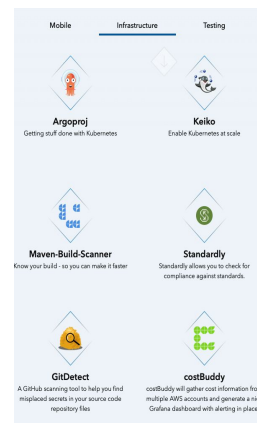 Mobile Infrastructure Testing
Argoproj
Getting stuff done with Kubernetes
Keiko
Enable Kubernetes at scale
Maven-Build-Scanner
Know your build - so you can make it faster
Standardly
Standardly allows you to check for
compliance against standards.
GitDetect
A GitHub scanning tool to help you find
misplaced secrets in your source code
repository files
costBuddy
costBuddy will gather cost information fro
multiple AWS accounts and generate a ni
Grafana dashboard with alerting in place